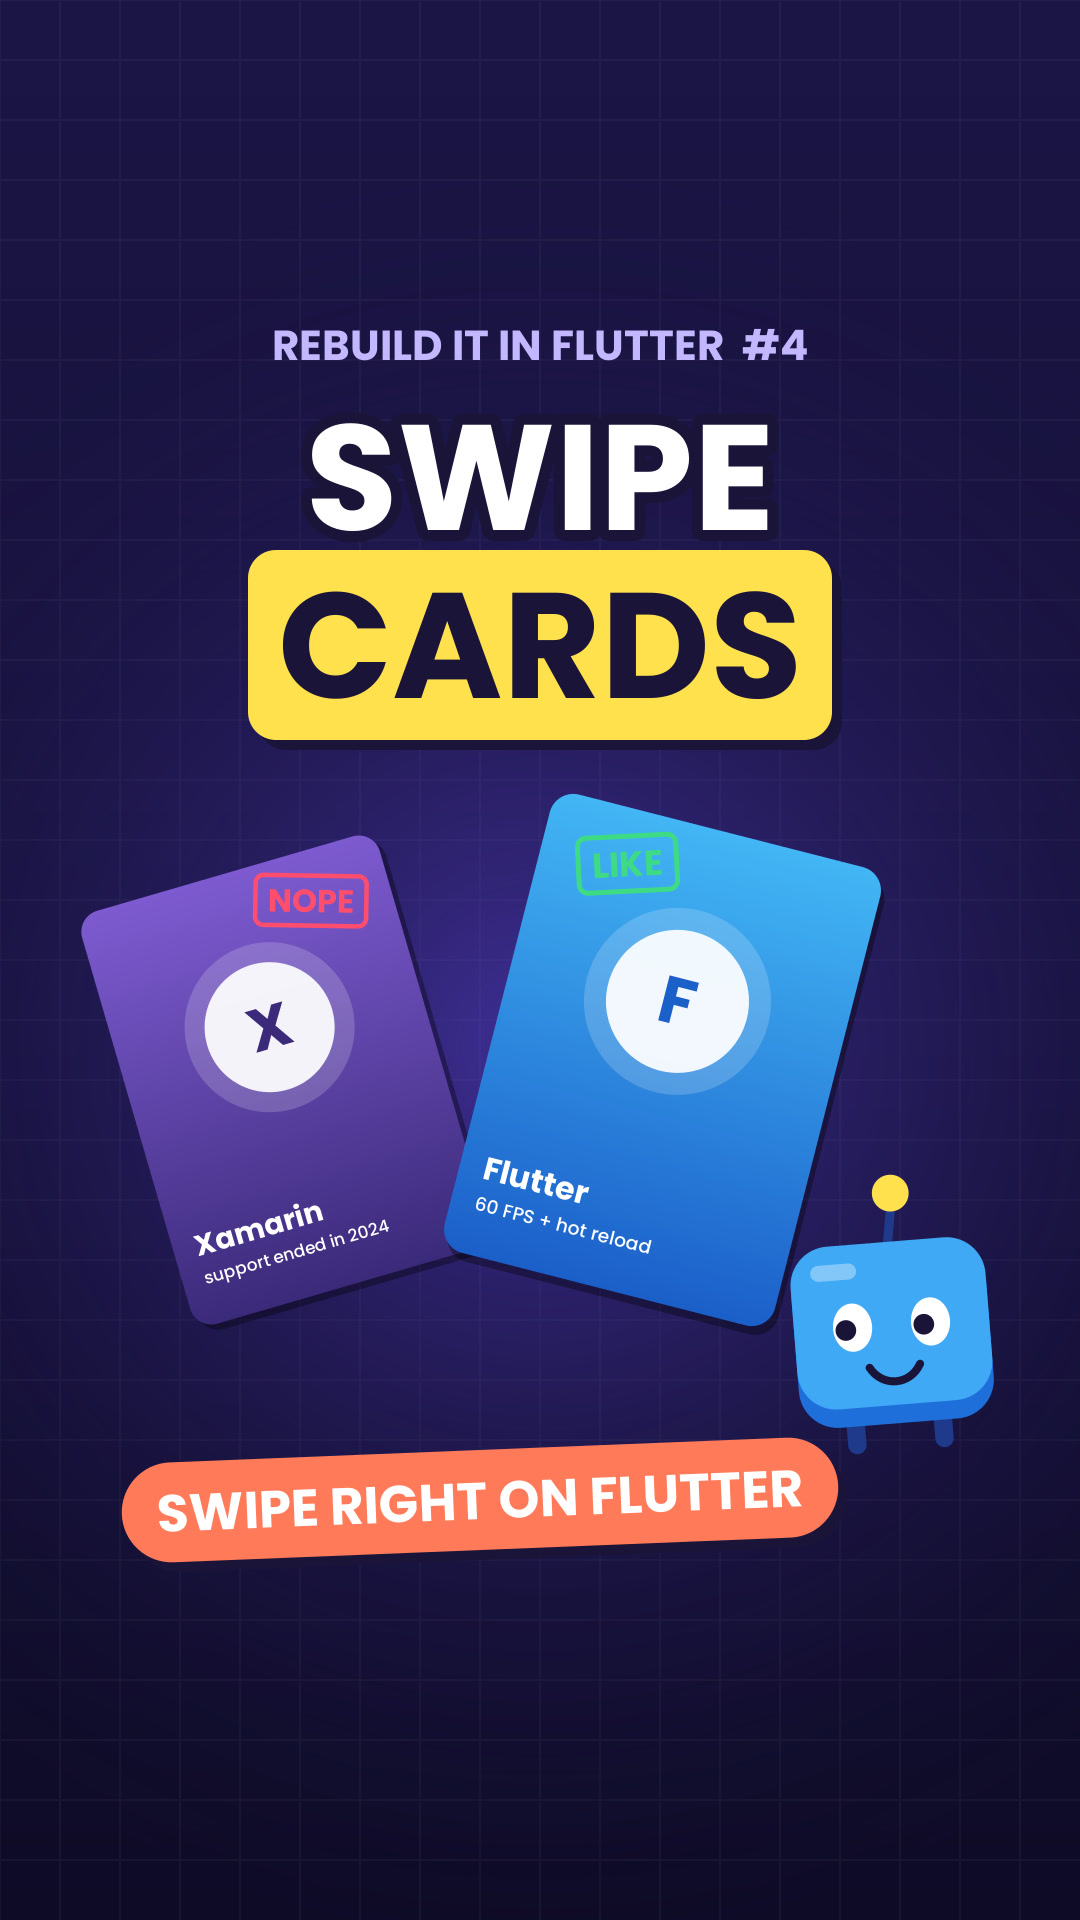 REBUILD IT IN FLUTTER #4
SWIPE
CARDS
NOPE
X
Xamarin
support ended in 2024
LIKE
F
Flutter
60 FPS + hot reload
SWIPE RIGHT ON FLUTTER